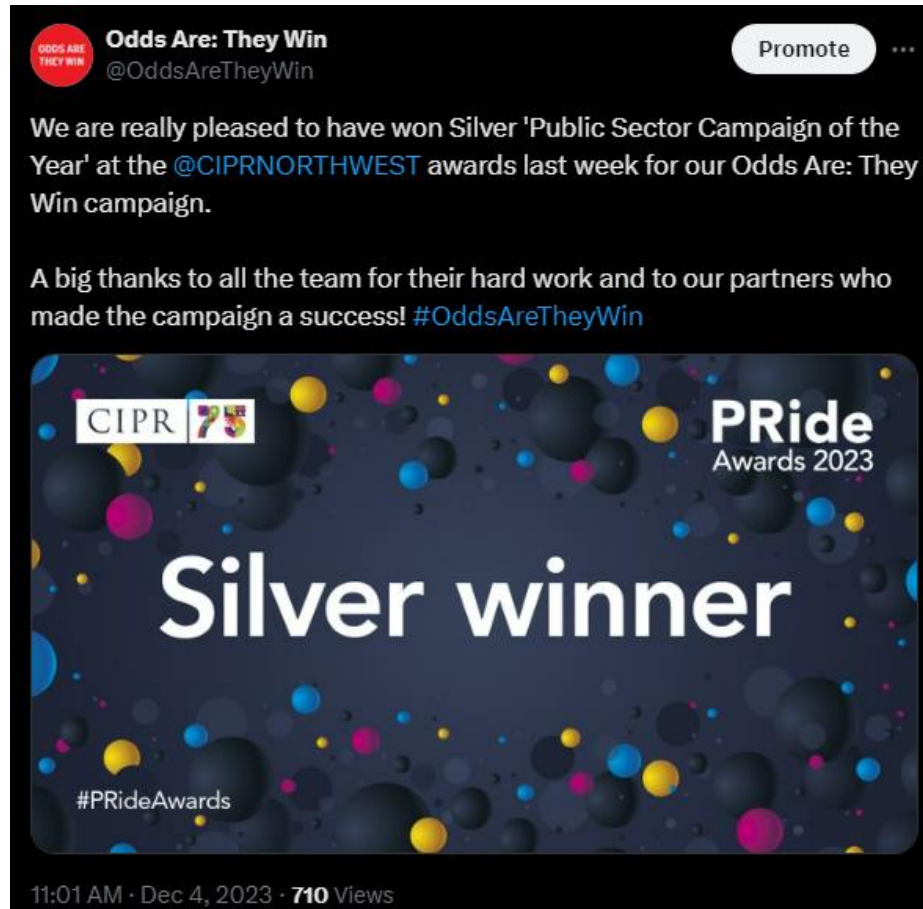 ODDS ARE
THEY WIN
Odds Are: They Win
@OddsAreTheyWin
Promote
We are really pleased to have won Silver 'Public Sector Campaign of the
Year' at the @CIPRNORTHWEST awards last week for our Odds Are: They
Win campaign.
A big thanks to all the team for their hard work and to our partners who
made the campaign a success! #OddsAreTheyWin
CIPR 75
PRide
Awards 2023
Silver winner
#PRideAwards
11:01 AM · Dec 4, 2023 · 710 Views